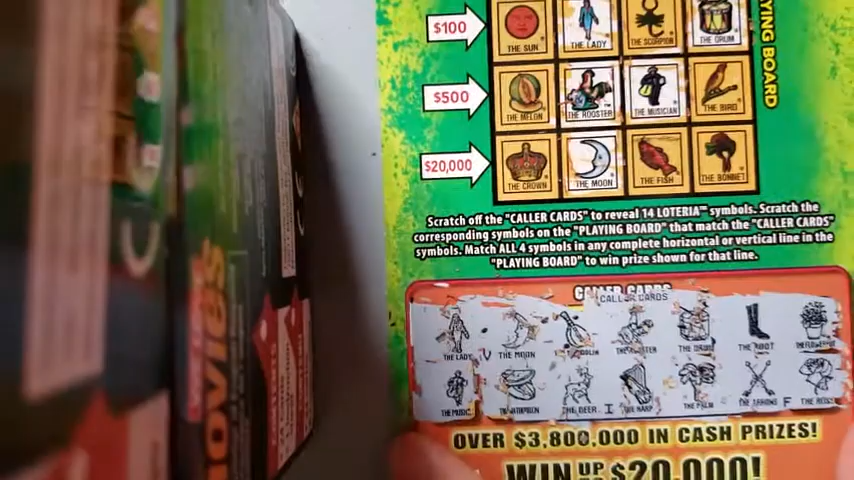 $100
THE SUN
THE LADY
THE SCORPION
THE DRUM
YING BOARD
$500
THE MELON
THE ROOSTER
THE MUSICIAN
THE BIRD
$20,000
THE CROWN
THE MOON
THE FISH
THE BONNET
Scratch off the "CALLER CARDS" to reveal 14 LOTERIA™ symbols. Scratch the
corresponding symbols on the "PLAYING BOARD" that match the "CALLER CARDS"
symbols. Match ALL 4 symbols in any complete horizontal or vertical line in the
"PLAYING BOARD" to win prize shown for that line.
CALLER CARDS
THE LADY
THE MOON
THE DRUM
THE DEER
THE HARP
THE PALM
THE ARROWS
OVER $3,800,000 IN CASH PRIZES!
WIN UP $20,000!
ovies